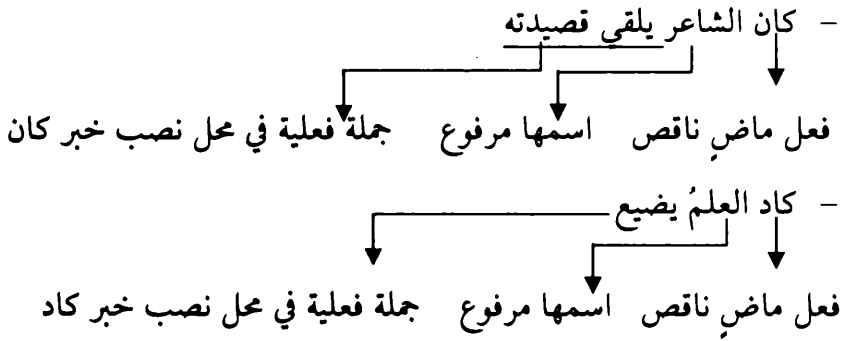 – كان الشاعر يلقي قصيدته
فعل ماضٍ ناقص اسمها مرفوع جملة فعلية في محل نصب خبر كان
– كاد العلمُ يضيع
فعل ماضٍ ناقص اسمها مرفوع جملة فعلية في محل نصب خبر كاد